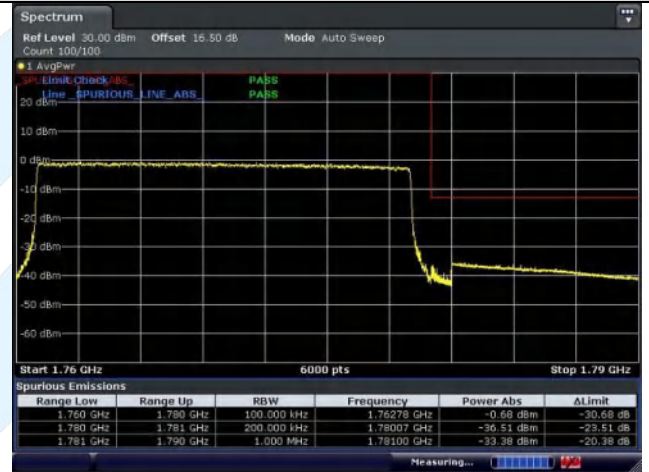 Spectrum
Ref Level 30.00 dBm Offset 16.50 dB Mode Auto Sweep
Count 100/100
1 AvgPwr
Limit Check PASS
Line _SPURIOUS_LINE_ABS_ PASS
20 dBm
10 dBm
0 dBm
-10 dBm
-20 dBm
-30 dBm
-40 dBm
-50 dBm
-60 dBm
Start 1.76 GHz 6000 pts Stop 1.79 GHz
Spurious Emissions
Range Low Range Up RBW Frequency Power Abs ΔLimit
1.760 GHz 1.780 GHz 100.000 kHz 1.76278 GHz -0.68 dBm -30.68 dB
1.780 GHz 1.781 GHz 200.000 kHz 1.78007 GHz -36.51 dBm -23.51 dB
1.781 GHz 1.790 GHz 1.000 MHz 1.78100 GHz -33.38 dBm -20.38 dB
Measuring...